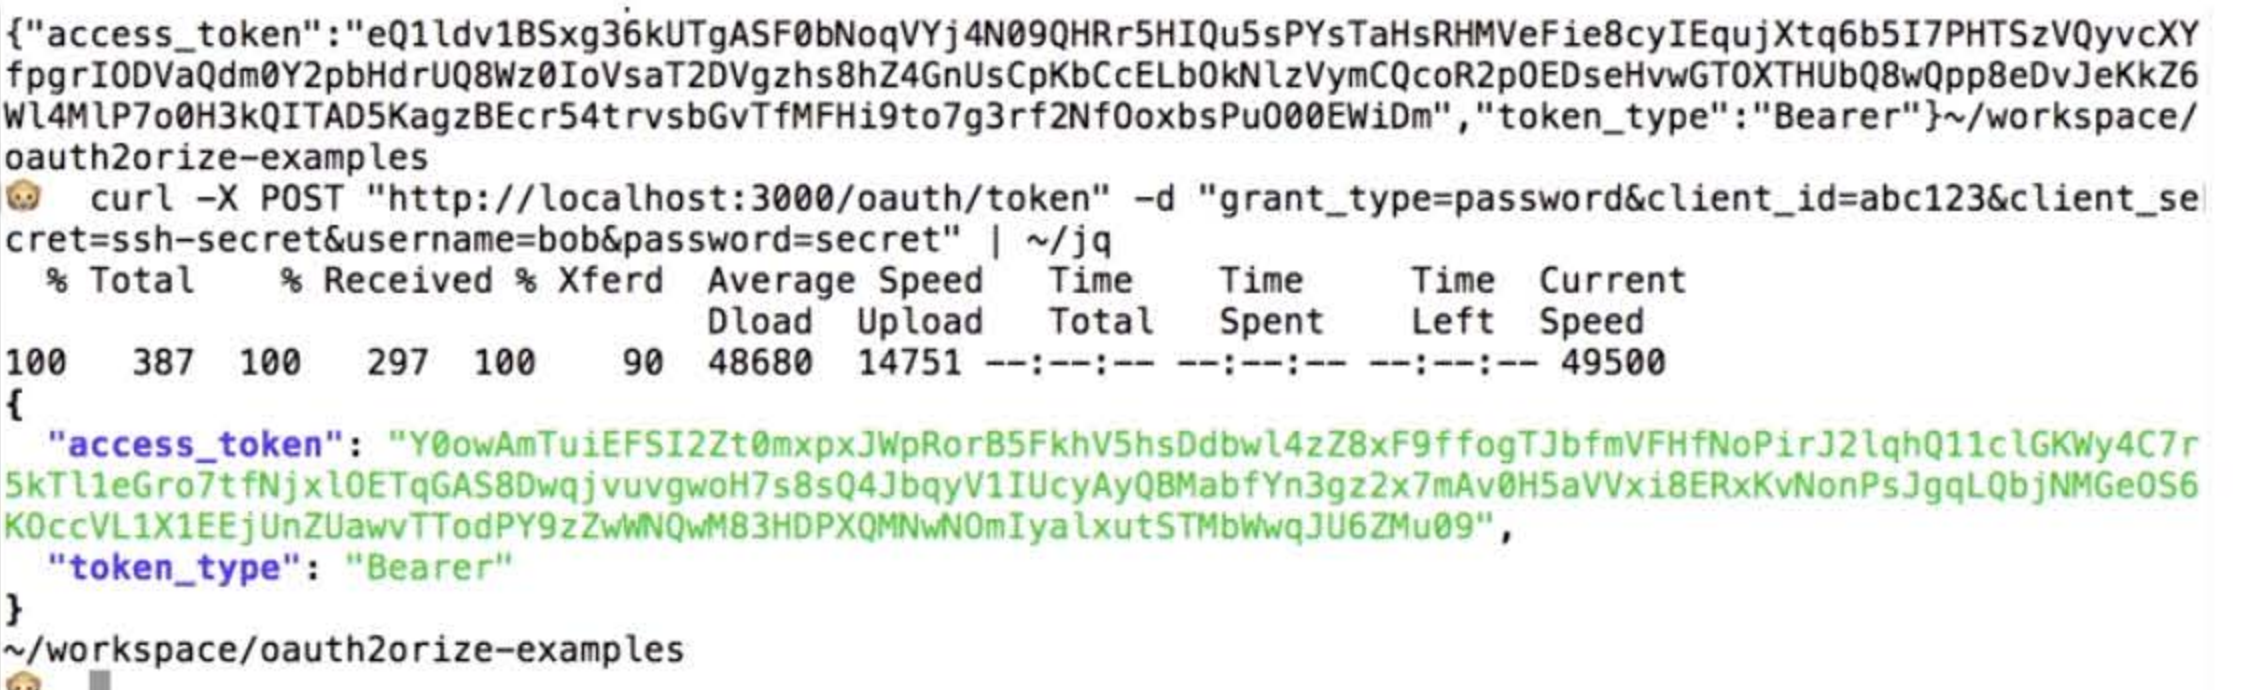 {"access_token":"eQ1ldv1BSxg36kUTgASF0bNoqVYj4N09QHRr5HIQu5sPYsTaHsRHMVeFie8cyIEqujXtq6b5I7PHTSzVQyvcXY
fpgrIODVaQdm0Y2pbHdrUQ8Wz0IoVsaT2DVgzhs8hZ4GnUsCpKbCcELbOkNlzVymCQcoR2pOEDseHvwGTOXTHUbQ8wQpp8eDvJeKkZ6
Wl4MlP7o0H3kQITAD5KagzBEcr54trvsbGvTfMFHi9to7g3rf2NfOoxbsPuO00EWiDm","token_type":"Bearer"}~/workspace/
oauth2orize-examples
curl -X POST "http://localhost:3000/oauth/token" -d "grant_type=password&client_id=abc123&client_se
cret=ssh-secret&username=bob&password=secret" | ~/jq
% Total % Received % Xferd Average Speed Time Time Time Current
Dload Upload Total Spent Left Speed
100 387 100 297 100 90 48680 14751 --:--:-- --:--:-- --:--:-- 49500
{
"access_token": "Y0owAmTuiEFSI2Zt0mxpxJWpRorB5FkhV5hsDdbwl4zZ8xF9ffogTJbfmVFHfNoPirJ2lqhQ11clGKWy4C7r
5kTl1eGro7tfNjxlOETqGAS8DwqjvuvgwoH7s8sQ4JbqyV1IUcyAyQBMabfYn3gz2x7mAv0H5aVVxi8ERxKvNonPsJgqLQbjNMGeOS6
KOccVL1X1EEjUnZUawvTTodPY9zZwWNQwM83HDPXQMNwNOmIyalxutSTMbWwqJU6ZMu09",
"token_type": "Bearer"
}
~/workspace/oauth2orize-examples